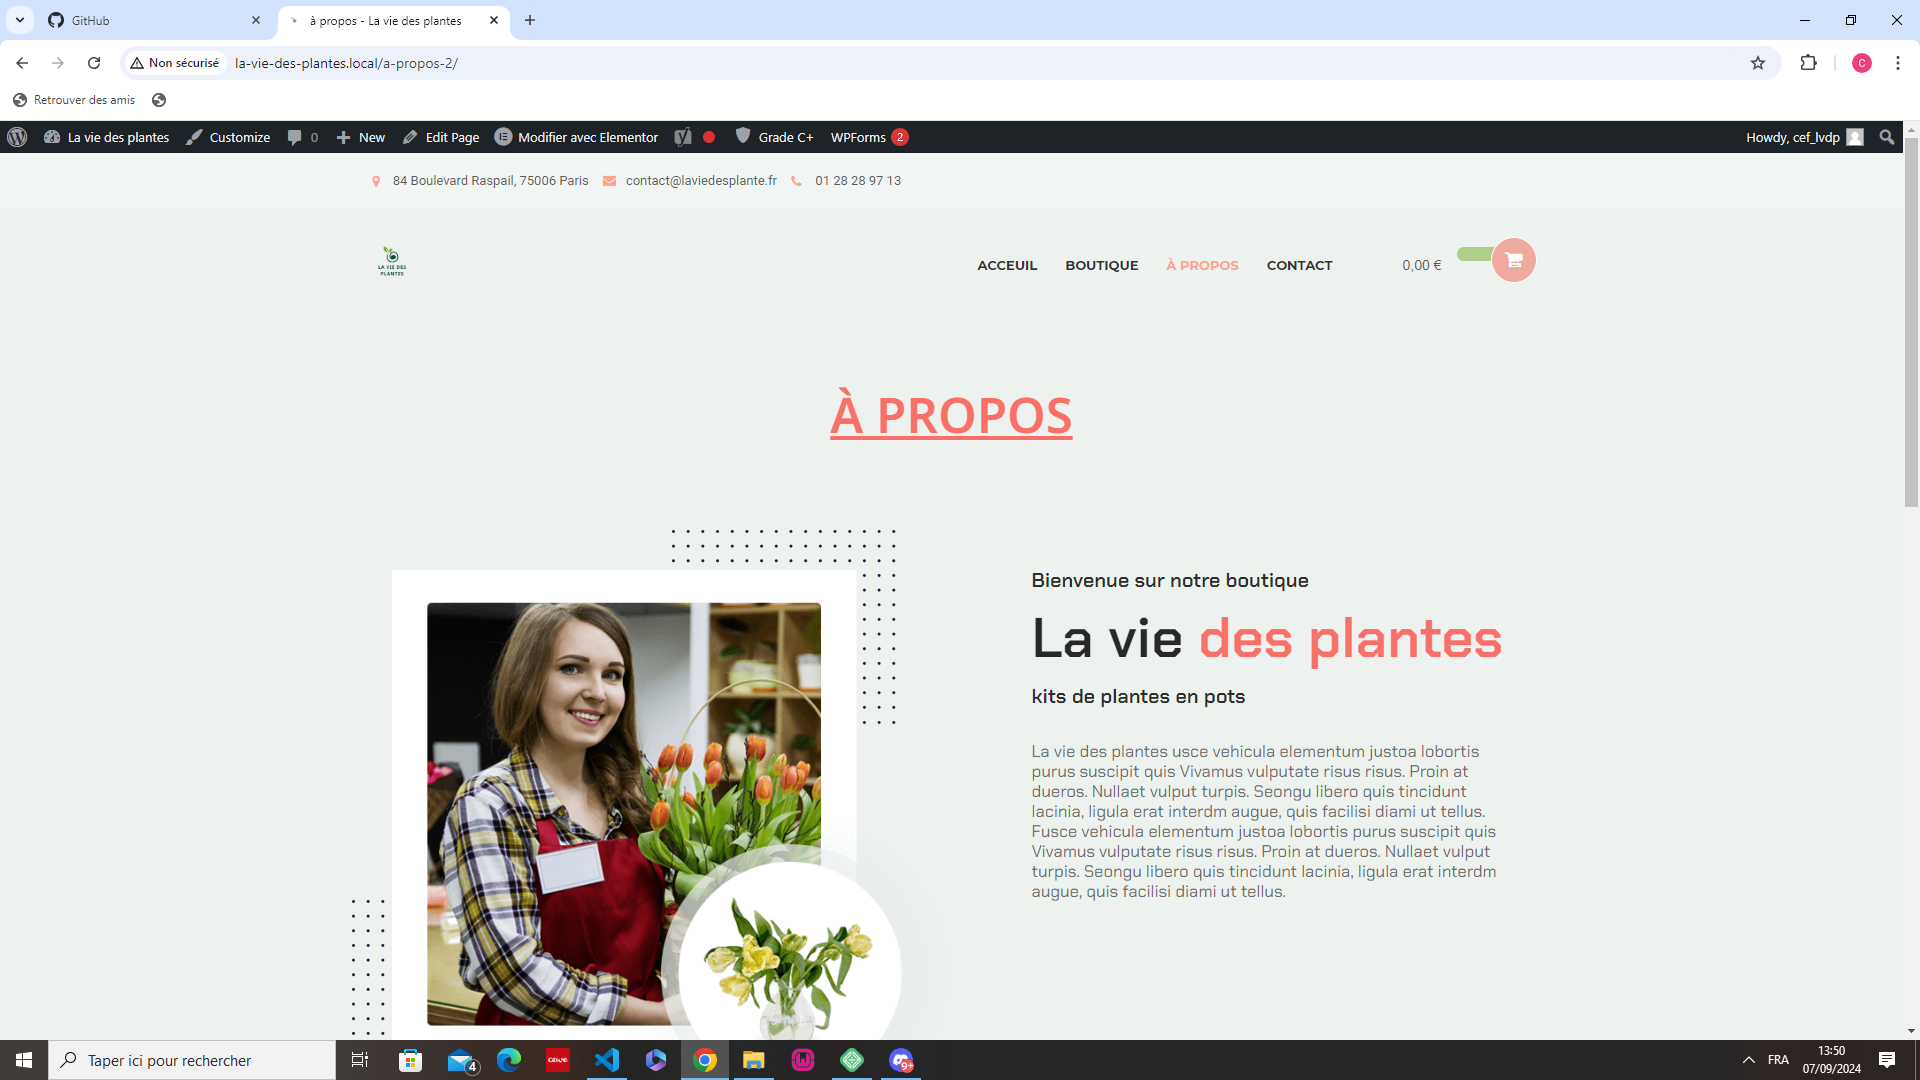 GitHub
à propos - La vie des plantes
Non sécurisé
la-vie-des-plantes.local/a-propos-2/
C
Retrouver des amis
La vie des plantes
Customize
0
New
Edit Page
Modifier avec Elementor
Grade C+
WPForms 2
Howdy, cef_lvdp
84 Boulevard Raspail, 75006 Paris
contact@laviedesplante.fr
01 28 28 97 13
LA VIE DES
PLANTES
ACCEUIL
BOUTIQUE
À PROPOS
CONTACT
0,00 €
À PROPOS
Bienvenue sur notre boutique
La vie des plantes
kits de plantes en pots
La vie des plantes usce vehicula elementum justoa lobortis
purus suscipit quis Vivamus vulputate risus risus. Proin at
dueros. Nullaet vulput turpis. Seongu libero quis tincidunt
lacinia, ligula erat interdm augue, quis facilisi diami ut tellus.
Fusce vehicula elementum justoa lobortis purus suscipit quis
Vivamus vulputate risus risus. Proin at dueros. Nullaet vulput
turpis. Seongu libero quis tincidunt lacinia, ligula erat interdm
augue, quis facilisi diami ut tellus.
Taper ici pour rechercher
4
cewe
9+
FRA
13:50
07/09/2024